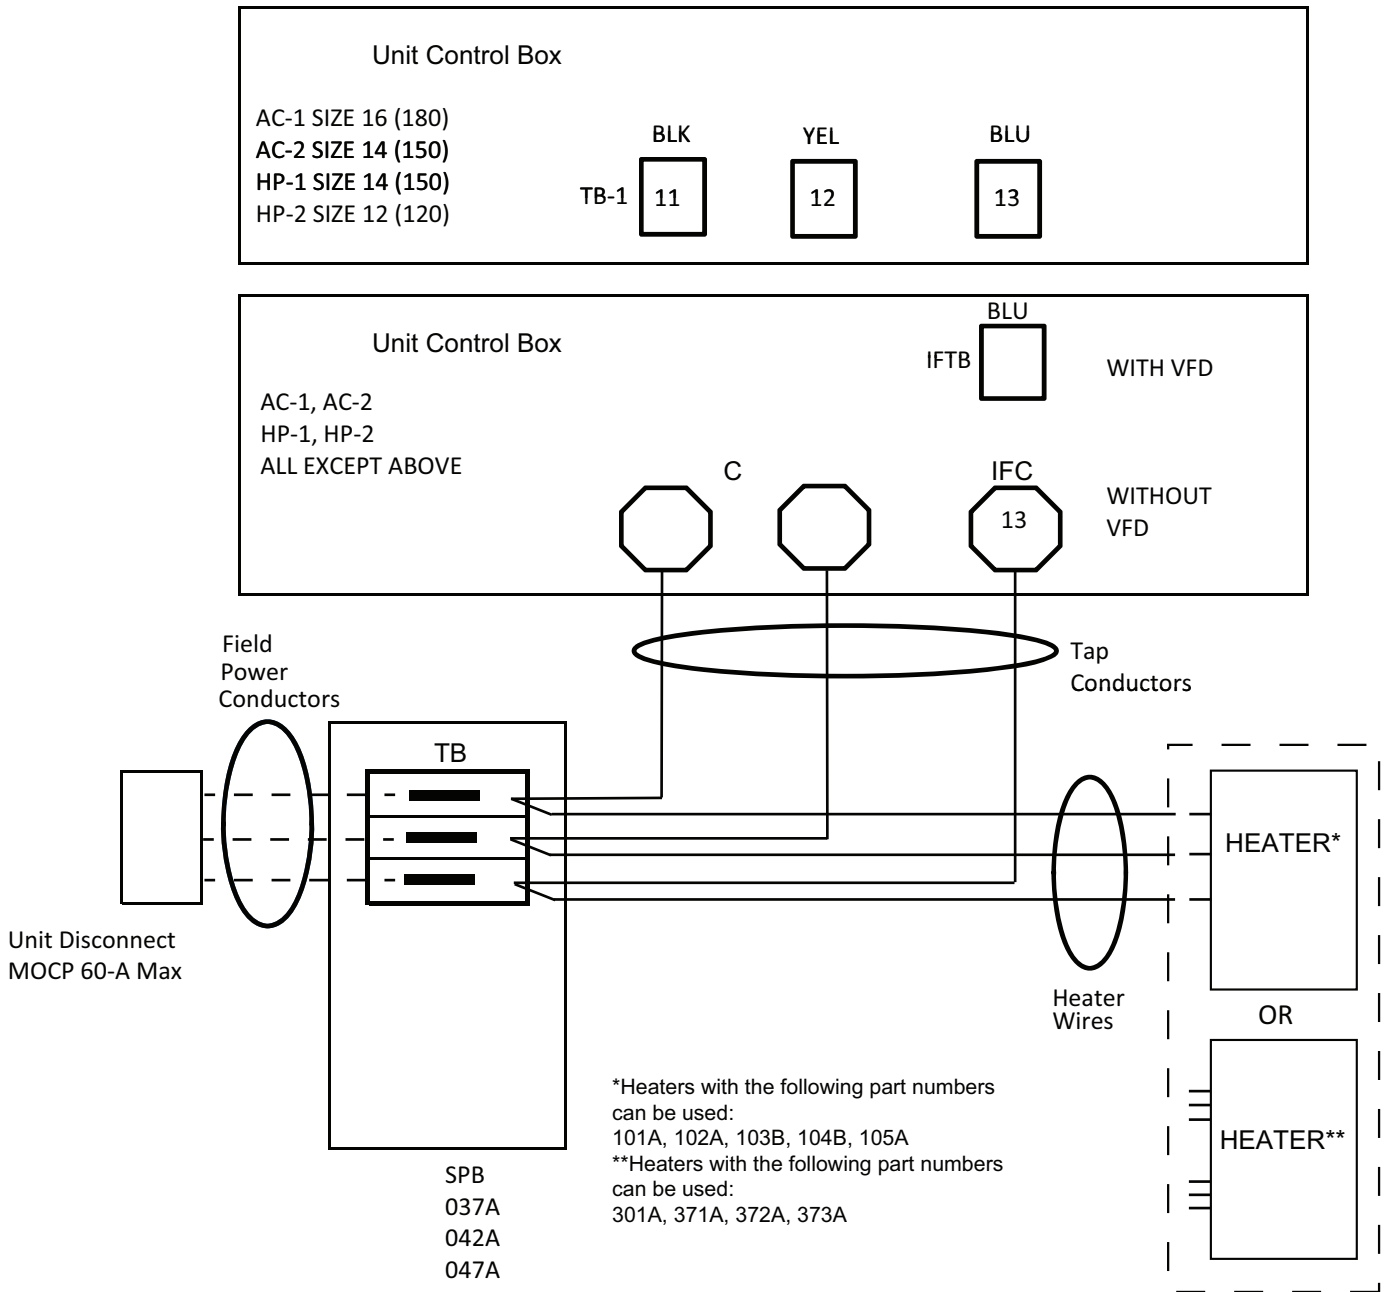 Unit Control Box
AC-1 SIZE 16 (180)
AC-2 SIZE 14 (150)
HP-1 SIZE 14 (150)
HP-2 SIZE 12 (120)
BLK
YEL
BLU
TB-1
11
12
13
Unit Control Box
AC-1, AC-2
HP-1, HP-2
ALL EXCEPT ABOVE
BLU
IFTB
WITH VFD
C
IFC
13
WITHOUT
VFD
Field
Power
Conductors
Tap
Conductors
TB
Unit Disconnect
MOCP 60-A Max
HEATER*
Heater
Wires
OR
HEATER**
*Heaters with the following part numbers
can be used:
101A, 102A, 103B, 104B, 105A
**Heaters with the following part numbers
can be used:
301A, 371A, 372A, 373A
SPB
037A
042A
047A